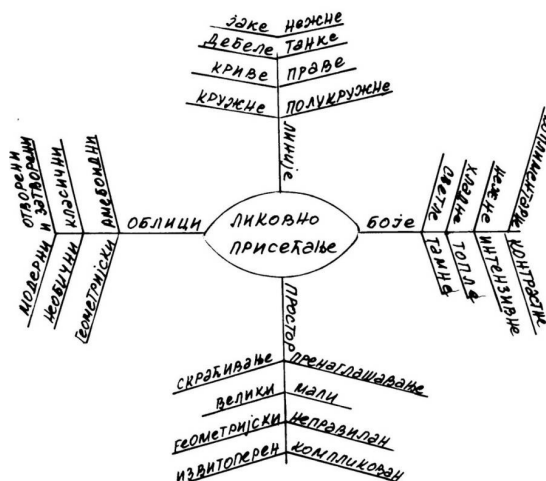 ЈАКЕ НЕЖНЕ
ДЕБЕЛЕ ТАНКЕ
КРИВЕ ПРАВЕ
КРУЖНЕ ПОЛУКРУЖНЕ
ЛИНИЈЕ
ОТВОРЕНИ
И ЗАТВОРЕНИ
КЛАСИЧНИ
АМЕБОИДНИ
ОБЛИЦИ
МОДЕРНИ
НЕОБИЧНИ
ГЕОМЕТРИЈСКИ
ЛИКОВНО
ПРИСЕЋАЊЕ
БОЈЕ
СВЕТЛЕ
ХЛАДНЕ
НЕЖНЕ
ТАМНЕ
ТОПЛЕ
ИНТЕНЗИВНЕ
КОНТРАСТНЕ
ПРОСТОР
СКРАЋИВАЊЕ ПРЕНАГЛАШАВАЊЕ
ВЕЛИКИ МАЛИ
ГЕОМЕТРИЈСКИ НЕПРАВИЛАН
ИЗВИТОПЕРЕН КОМПЛИКОВАН